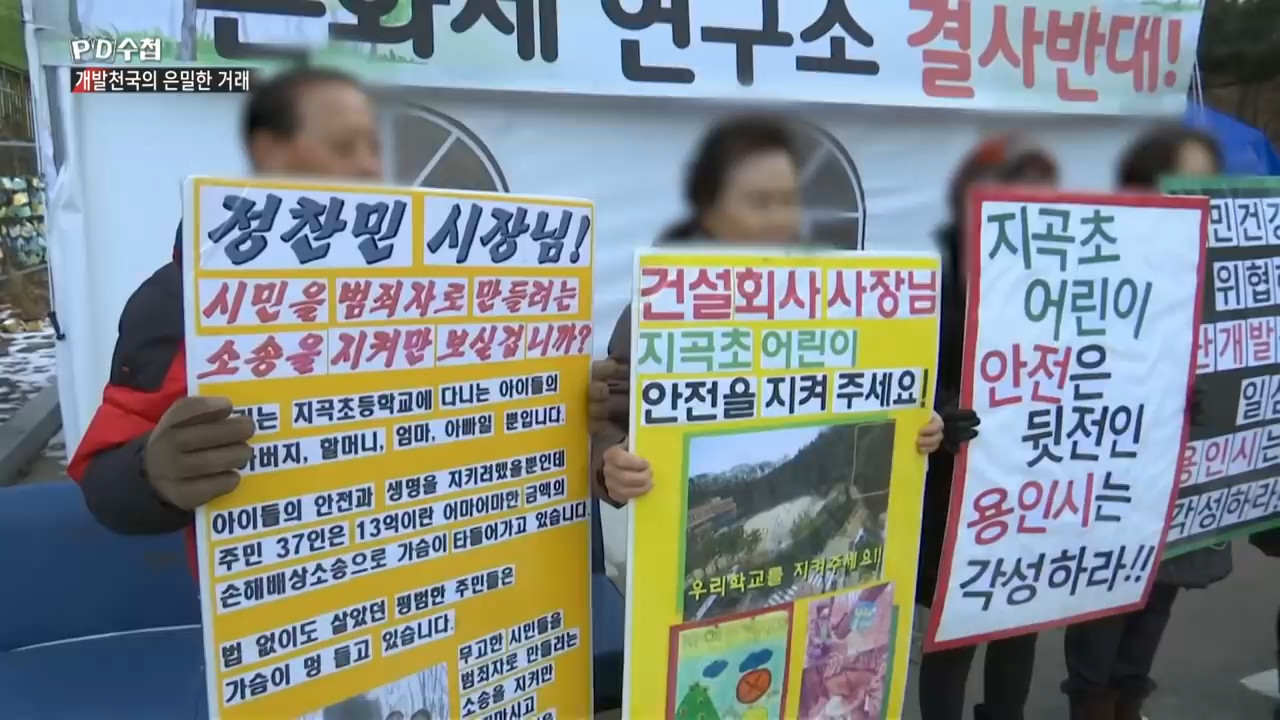 PD수첩
개발천국의 은밀한 거래
연구소 결사반대!
정찬민 시장님!
시민을 범죄자로 만들려는
소송을 지켜만 보실겁니까?
지곡초등학교에 다니는 아이들의
할머니, 엄마, 아빠일 뿐입니다.
아이들의 안전과 생명을 지키려했을뿐인데
주민 37인은 13억이란 어마어마한 금액의
손해배상소송으로 가슴이 타들어가고 있습니다.
법 없이도 살았던 평범한 주민들은
가슴이 멍 들고 있습니다.
무고한 시민들을
범죄자로 만들려는
소송을 지켜만
건설회사 사장님
지곡초 어린이
안전을 지켜 주세요!
우리학교를 지켜주세요!!
지곡초
어린이
안전은
뒷전인
용인시는
각성하라!!
위협
개발
용인시는
각성하라